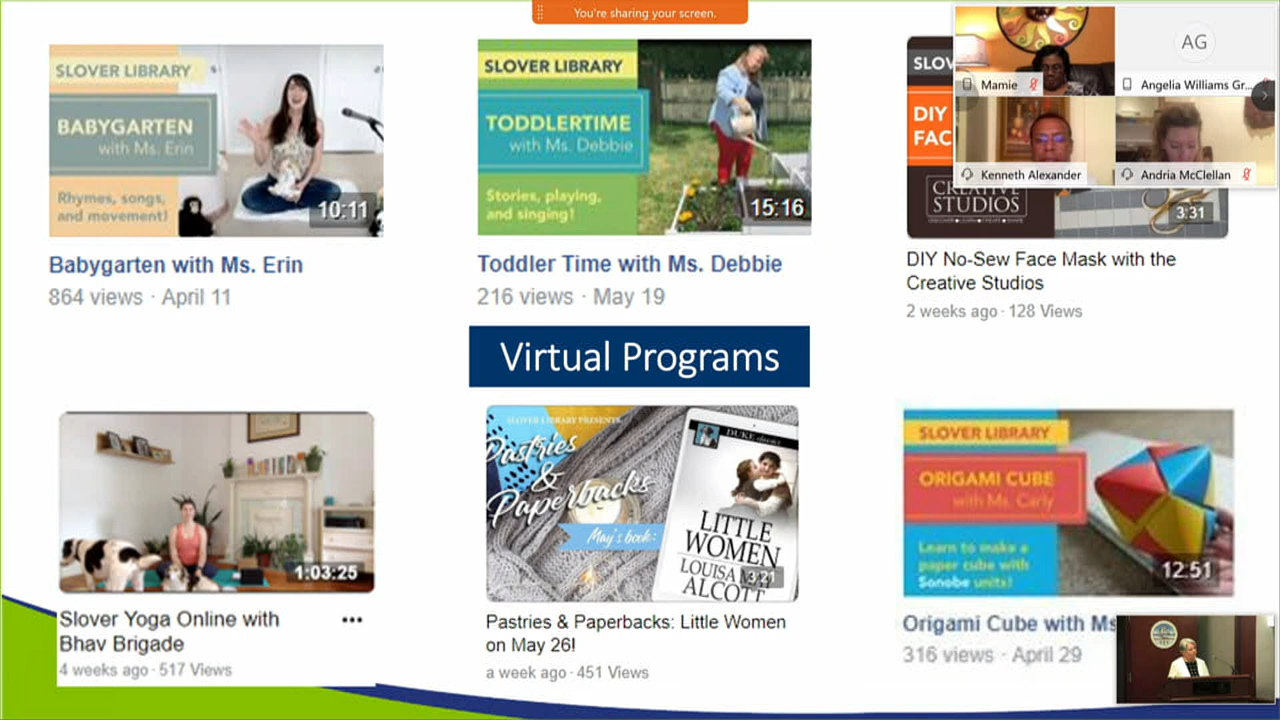 You're sharing your screen.
SLOVER LIBRARY
BABYGARTEN
with Ms. Erin
Rhymes, songs,
and movement!
10:11
Babygarten with Ms. Erin
864 views · April 11
SLOVER LIBRARY
TODDLERTIME
with Ms. Debbie
Stories, playing,
and singing!
15:16
Toddler Time with Ms. Debbie
216 views · May 19
SLOV
DIY
FAC
CREATIVE
STUDIOS
3:31
DIY No-Sew Face Mask with the
Creative Studios
2 weeks ago · 128 Views
AG
Mamie
Angelia Williams Gr...
Kenneth Alexander
Andria McClellan
Virtual Programs
1:03:25
Slover Yoga Online with
Bhav Brigade
4 weeks ago · 517 Views
SLOVER LIBRARY PRESENTS
Pastries
&
Paperbacks
May's book:
DUKE classics
LITTLE
WOMEN
LOUISA M
ALCOTT
3:21
Pastries & Paperbacks: Little Women
on May 26!
a week ago · 451 Views
SLOVER LIBRARY
ORIGAMI CUBE
with Ms. Carly
Learn to make a
paper cube with
Sonobe units!
12:51
Origami Cube with Ms
316 views · April 29